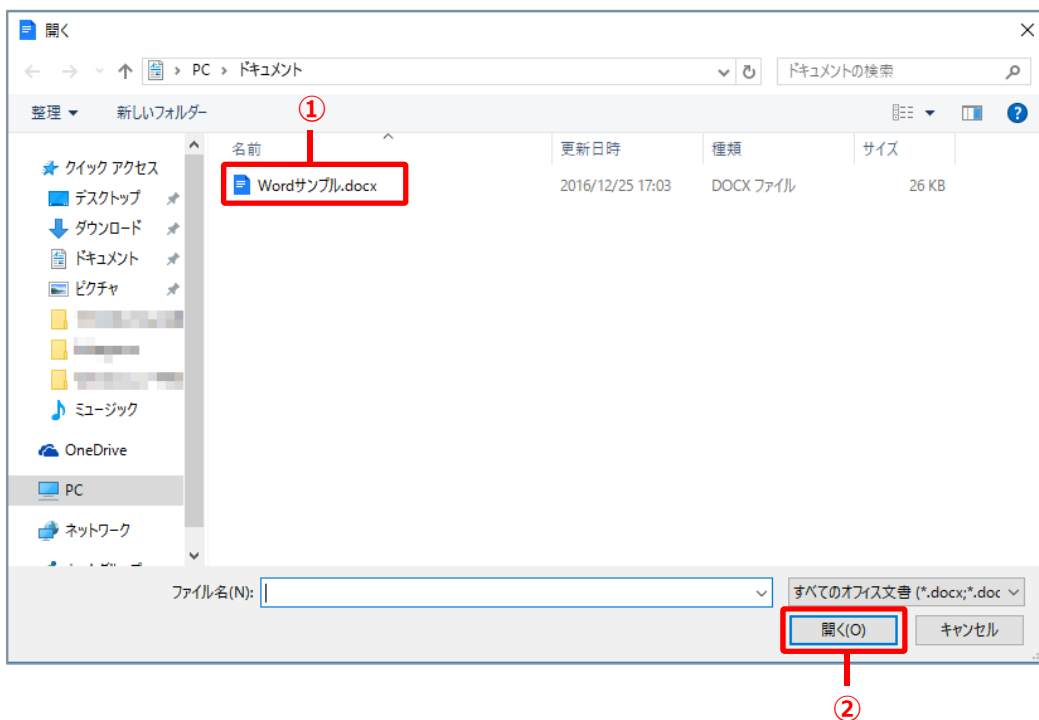 開く
PC > ドキュメント
ドキュメントの検索
整理
新しいフォルダー
①
名前
更新日時
種類
サイズ
クイック アクセス
Wordサンプル.docx
2016/12/25 17:03
DOCX ファイル
26 KB
デスクトップ
ダウンロード
ドキュメント
ピクチャ
ミュージック
OneDrive
PC
ネットワーク
ファイル名(N):
すべてのオフィス文書 (*.docx;*.doc
開く(O)
キャンセル
②